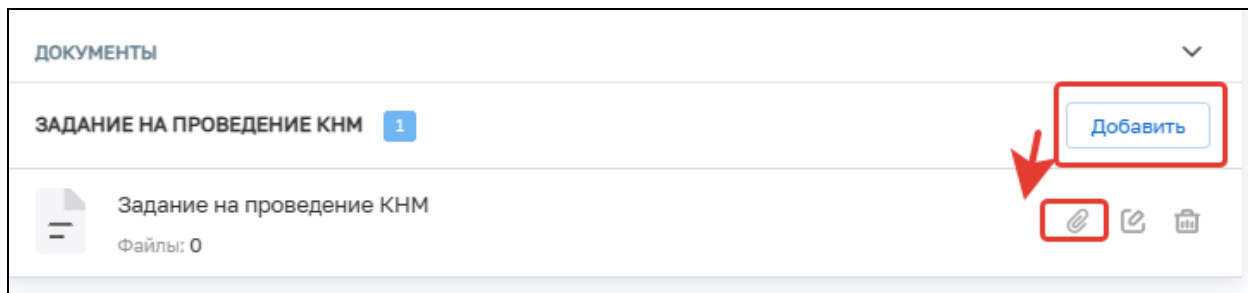 ДОКУМЕНТЫ
ЗАДАНИЕ НА ПРОВЕДЕНИЕ КНМ 1 Добавить
Задание на проведение КНМ
Файлы: 0